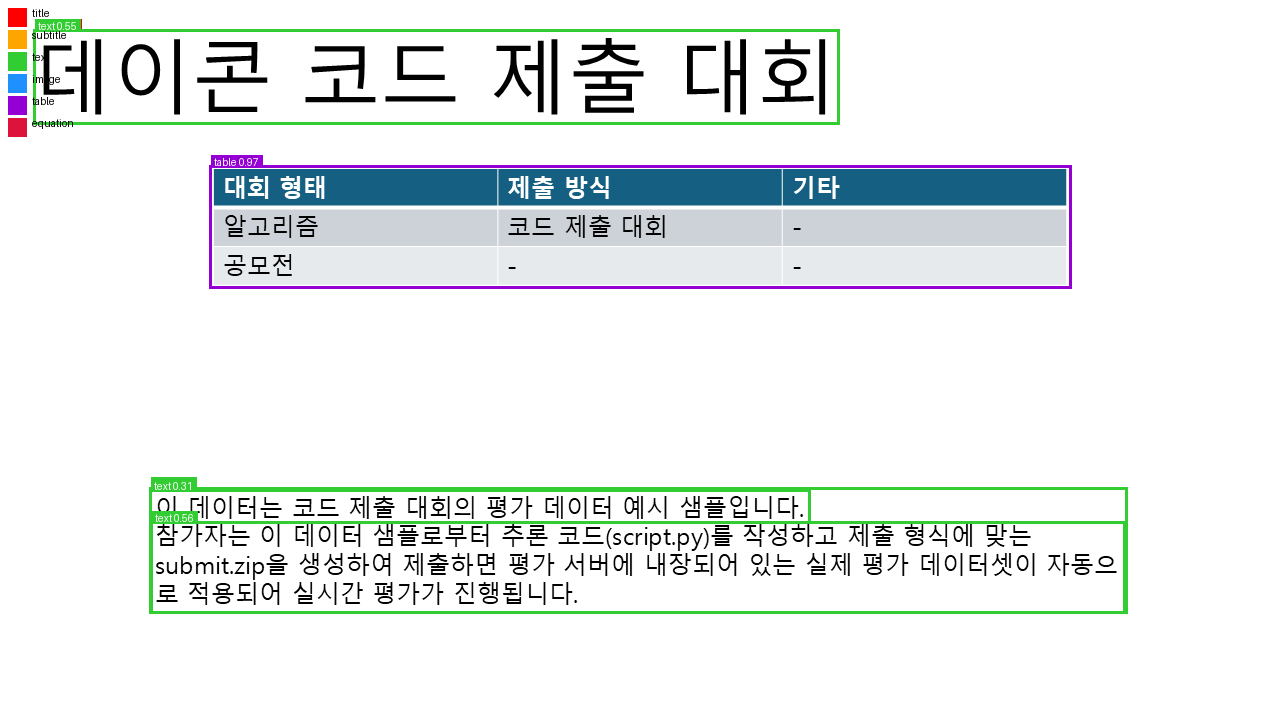 title
subtitle
text
image
table
equation
text 0.55
데이콘 코드 제출 대회
table 0.97
대회 형태 제출 방식 기타
알고리즘 코드 제출 대회 -
공모전 - -
text 0.31
이 데이터는 코드 제출 대회의 평가 데이터 예시 샘플입니다.
text 0.56
참가자는 이 데이터 샘플로부터 추론 코드(script.py)를 작성하고 제출 형식에 맞는
submit.zip을 생성하여 제출하면 평가 서버에 내장되어 있는 실제 평가 데이터셋이 자동으
로 적용되어 실시간 평가가 진행됩니다.